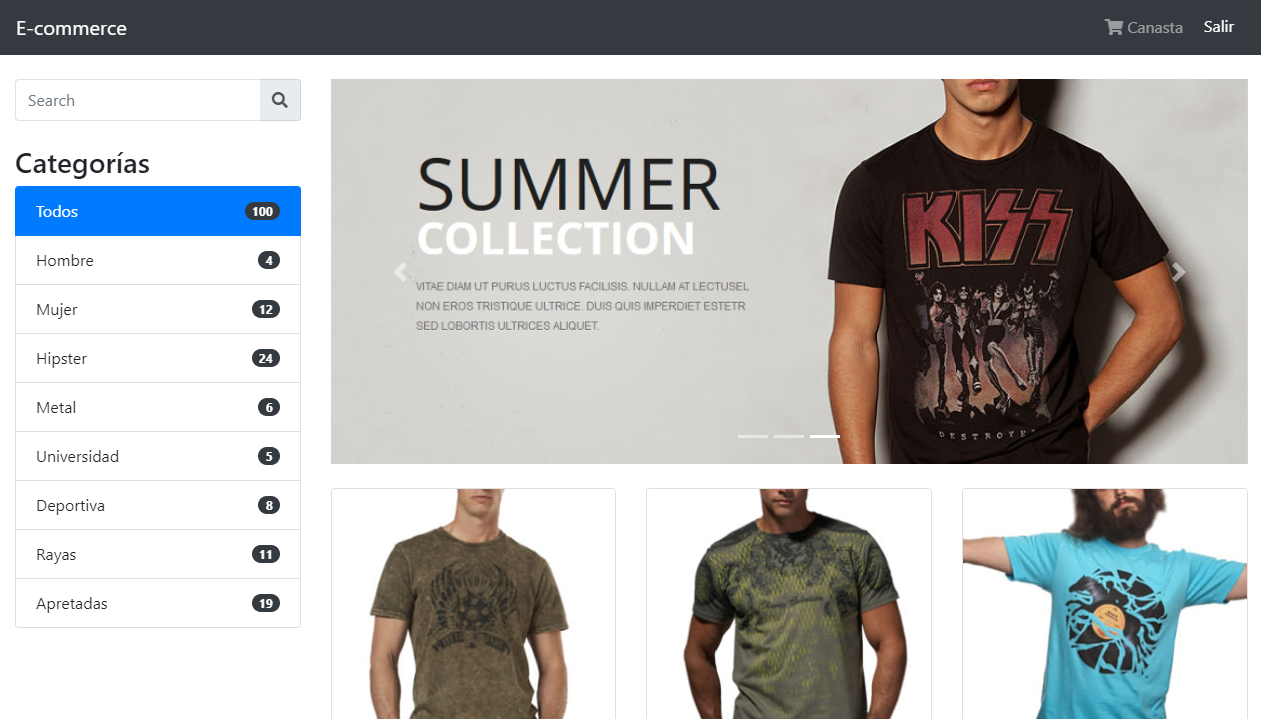 E-commerce
Canasta
Salir
Search
Categorías
Todos 100
Hombre 4
Mujer 12
Hipster 24
Metal 6
Universidad 5
Deportiva 8
Rayas 11
Apretadas 19
SUMMER
COLLECTION
VITAE DIAM UT PURUS LUCTUS FACILISIS. NULLAM AT LECTUSEL
NON EROS TRISTIQUE ULTRICE. DUIS QUIS IMPERDIET ESTETR
SED LOBORTIS ULTRICES ALIQUET.
KISS
DESTROYER